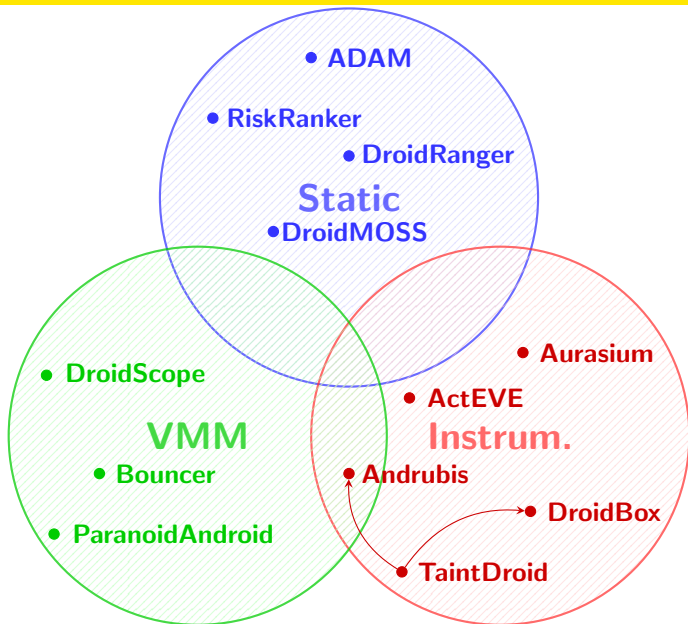 ADAM
RiskRanker
DroidRanger
Static
DroidMOSS
Aurasium
DroidScope
ActEVE
VMM
Instrum.
Bouncer
Andrubis
DroidBox
ParanoidAndroid
TaintDroid